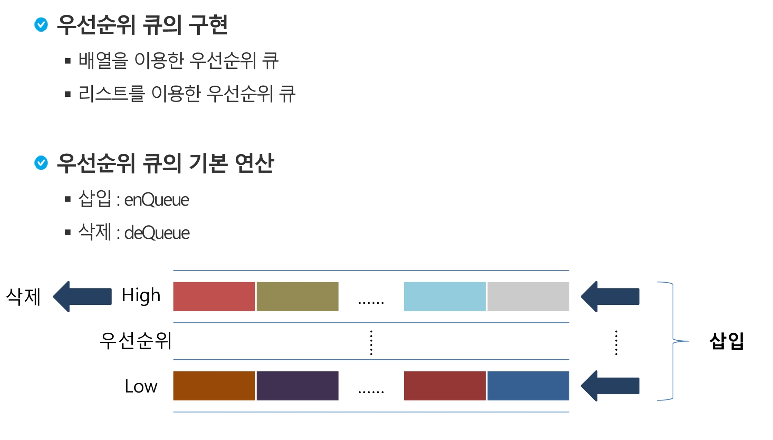 우선순위 큐의 구현
▪ 배열을 이용한 우선순위 큐
▪ 리스트를 이용한 우선순위 큐
우선순위 큐의 기본 연산
▪ 삽입 : enQueue
▪ 삭제 : deQueue
삭제 High ......
우선순위 삽입
Low ......